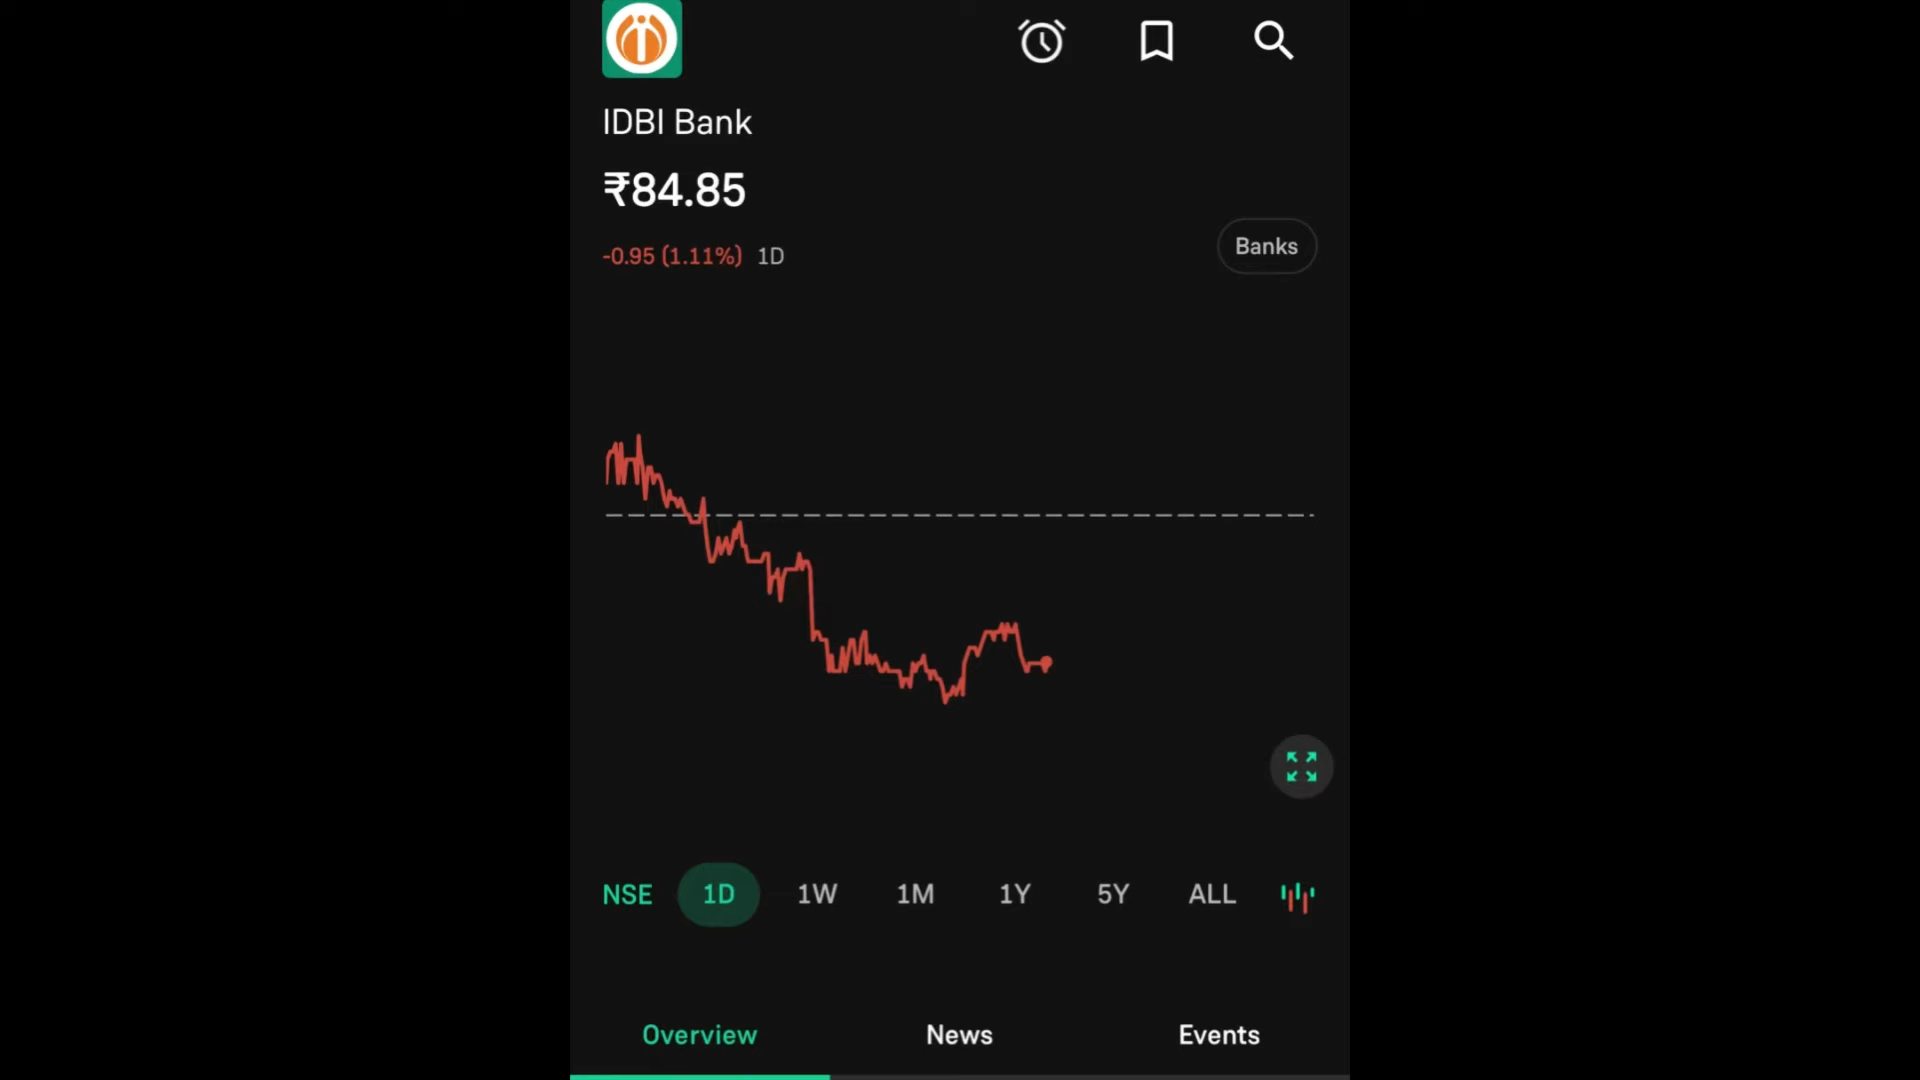 IDBI Bank
₹84.85
-0.95 (1.11%) 1D
Banks
NSE 1D 1W 1M 1Y 5Y ALL
Overview News Events